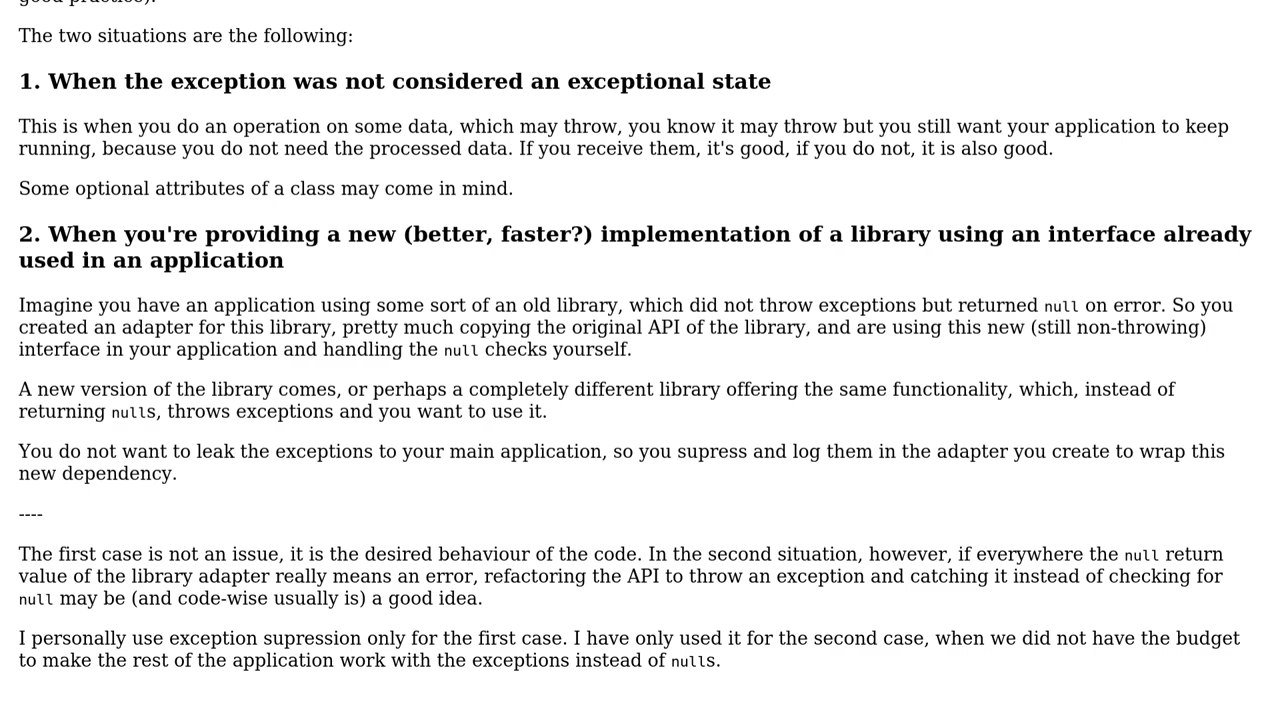 good practice).
The two situations are the following:
1. When the exception was not considered an exceptional state
This is when you do an operation on some data, which may throw, you know it may throw but you still want your application to keep
running, because you do not need the processed data. If you receive them, it's good, if you do not, it is also good.
Some optional attributes of a class may come in mind.
2. When you're providing a new (better, faster?) implementation of a library using an interface already
used in an application
Imagine you have an application using some sort of an old library, which did not throw exceptions but returned null on error. So you
created an adapter for this library, pretty much copying the original API of the library, and are using this new (still non-throwing)
interface in your application and handling the null checks yourself.
A new version of the library comes, or perhaps a completely different library offering the same functionality, which, instead of
returning nulls, throws exceptions and you want to use it.
You do not want to leak the exceptions to your main application, so you supress and log them in the adapter you create to wrap this
new dependency.
----
The first case is not an issue, it is the desired behaviour of the code. In the second situation, however, if everywhere the null return
value of the library adapter really means an error, refactoring the API to throw an exception and catching it instead of checking for
null may be (and code-wise usually is) a good idea.
I personally use exception supression only for the first case. I have only used it for the second case, when we did not have the budget
to make the rest of the application work with the exceptions instead of nulls.